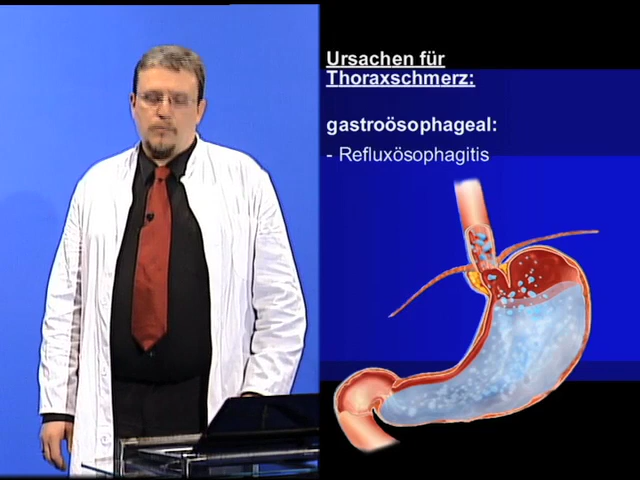 Ursachen für
Thoraxschmerz:
gastroösophageal:
- Refluxösophagitis